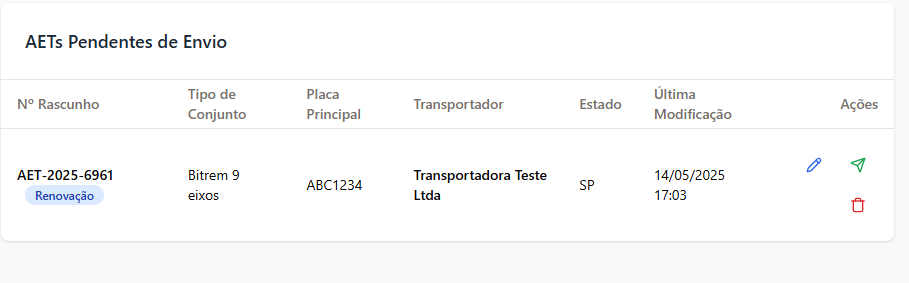 AETs Pendentes de Envio
Nº Rascunho
Tipo de
Conjunto
Placa
Principal
Transportador
Estado
Última
Modificação
Ações
AET-2025-6961
Renovação
Bitrem 9
eixos
ABC1234
Transportadora Teste
Ltda
SP
14/05/2025
17:03